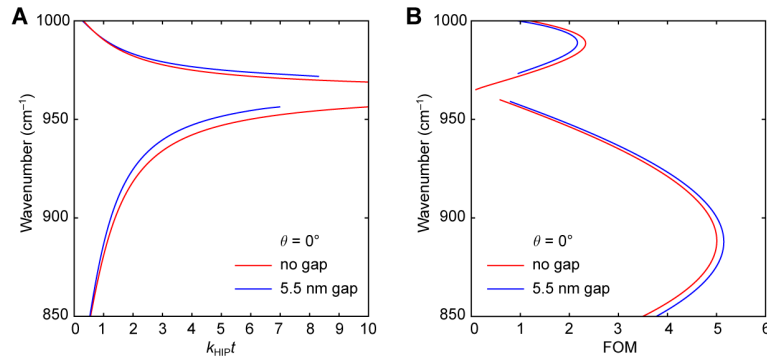 A
1000
950
900
850
Wavenumber (cm⁻¹)
θ = 0°
no gap
5.5 nm gap
0 1 2 3 4 5 6 7 8 9 10
kHIPt
B
1000
950
900
850
Wavenumber (cm⁻¹)
θ = 0°
no gap
5.5 nm gap
0 1 2 3 4 5 6
FOM